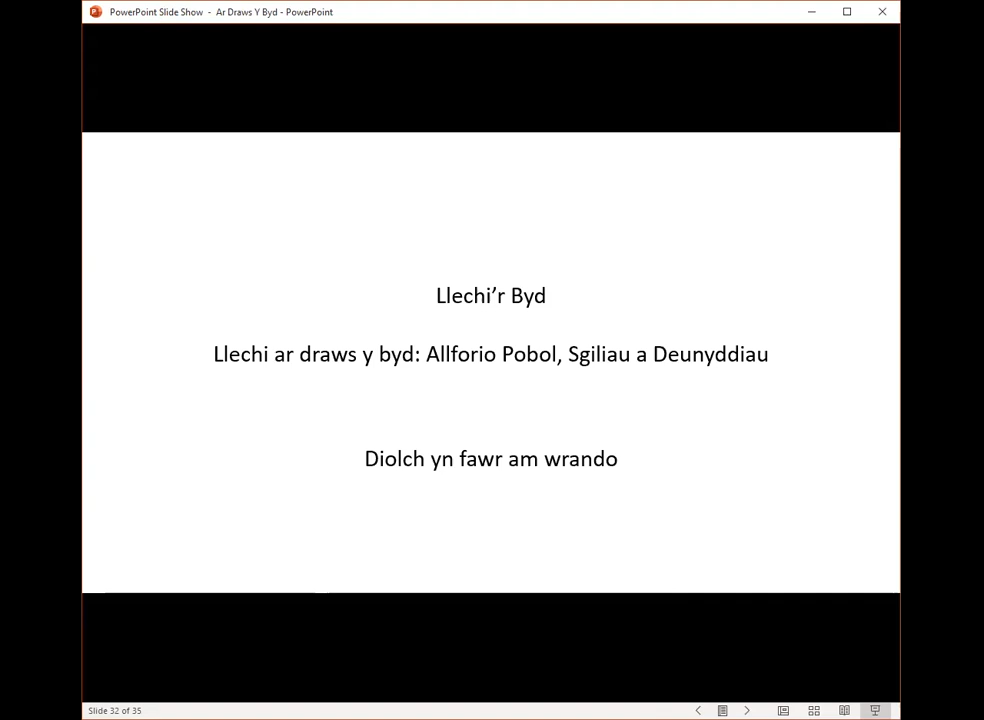 PowerPoint Slide Show - Ar Draws Y Byd - PowerPoint
Llechi’r Byd
Llechi ar draws y byd: Allforio Pobol, Sgiliau a Deunyddiau
Diolch yn fawr am wrando
Slide 32 of 35